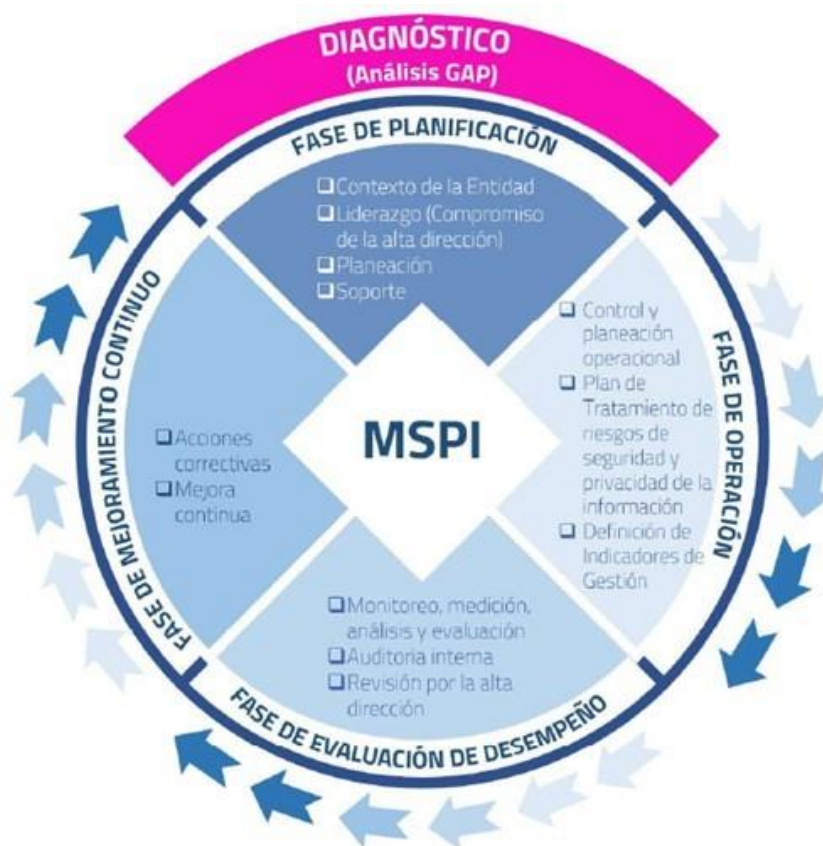 DIAGNÓSTICO
(Análisis GAP)
FASE DE PLANIFICACIÓN
❑Contexto de la Entidad
❑Liderazgo (Compromiso
de la alta dirección)
❑Planeación
❑Soporte
❑ Control y
planeación
operacional
❑ Plan de
Tratamiento de
riesgos de
seguridad y
privacidad de la
información
❑ Definición de
Indicadores de
Gestión
FASE DE OPERACIÓN
MSPI
❑Monitoreo, medición,
análisis y evaluación
❑Auditoria interna
❑Revisión por la alta
dirección
FASE DE EVALUACIÓN DE DESEMPEÑO
❑Acciones
correctivas
❑Mejora
continua
FASE DE MEJORAMIENTO CONTINUO